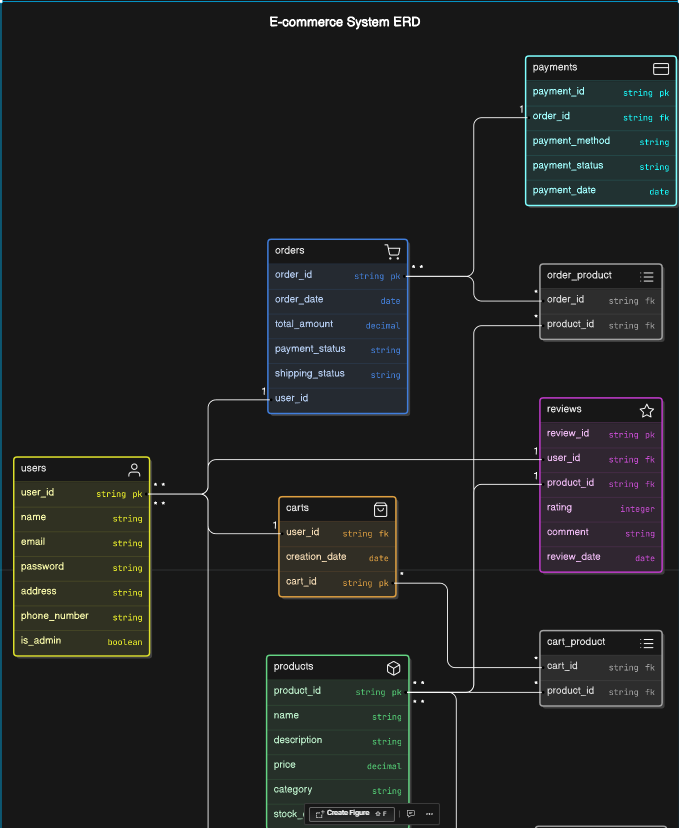 E-commerce System ERD
payments
payment_id string pk
1
order_id string fk
payment_method string
payment_status string
payment_date date
orders
order_id string pk
* *
order_date date
total_amount decimal
payment_status string
shipping_status string
1
user_id
order_product
*
order_id string fk
*
product_id string fk
reviews
review_id string pk
1
user_id string fk
1
product_id string fk
rating integer
comment string
review_date date
users
* *
user_id string pk
* *
name string
email string
password string
address string
phone_number string
is_admin boolean
carts
1
user_id string fk
creation_date date
*
cart_id string pk
cart_product
*
cart_id string fk
*
product_id string fk
products
* *
product_id string pk
* *
name string
description string
price decimal
category string
Create Figure F